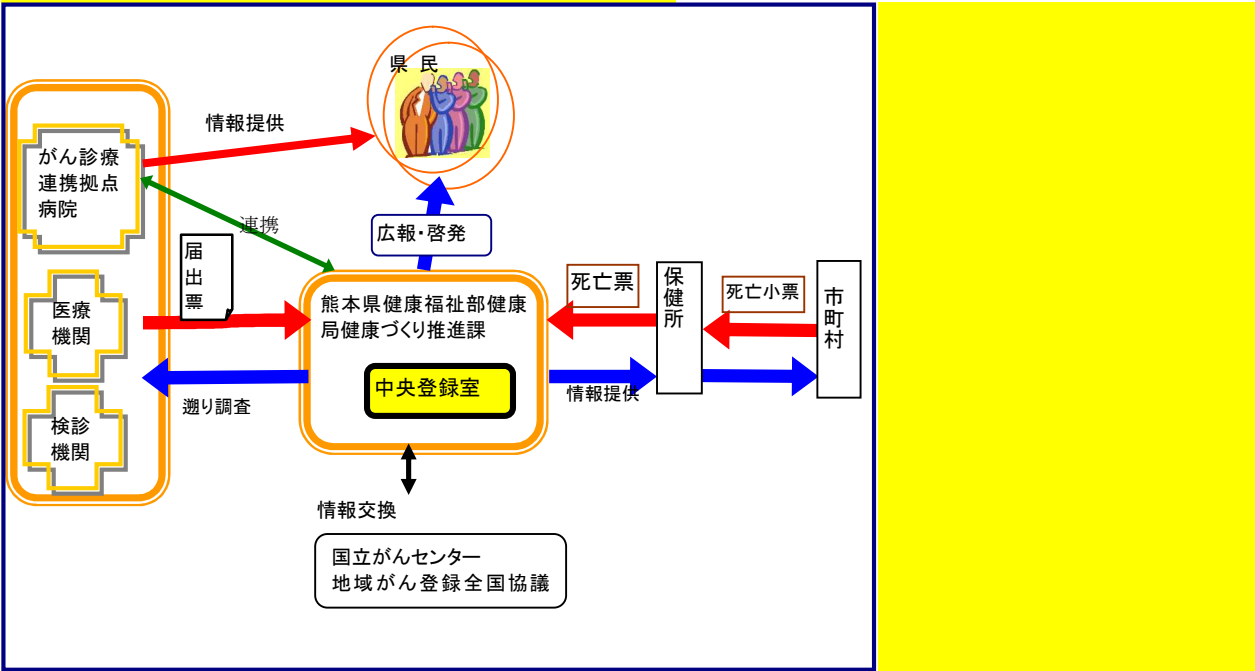 県 民
情報提供
がん診療
連携拠点
病院
連携
広報・啓発
届
出
票
医療
機関
熊本県健康福祉部健康
局健康づくり推進課
中央登録室
死亡票
保
健
所
死亡小票
市
町
村
情報提供
遡り調査
検診
機関
情報交換
国立がんセンター
地域がん登録全国協議